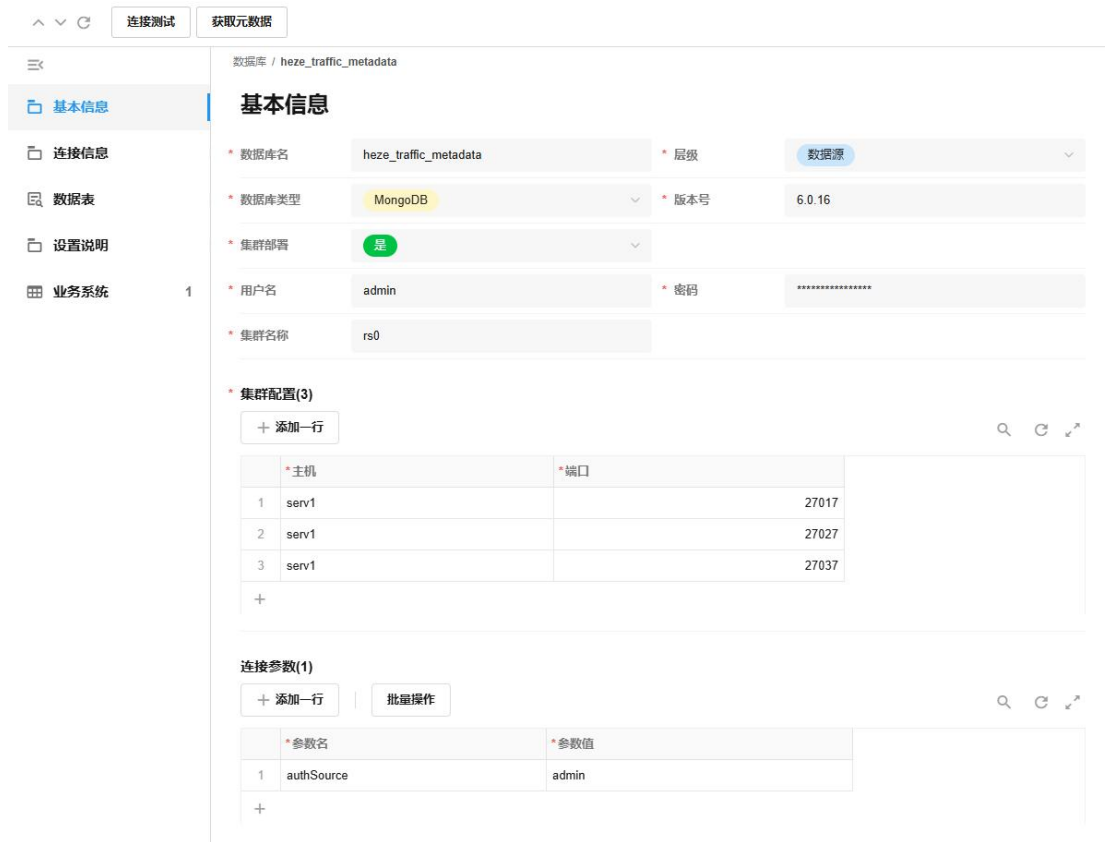 连接测试 获取元数据
数据库 / heze_traffic_metadata
基本信息
连接信息
数据表
设置说明
业务系统 1
基本信息
* 数据库名 heze_traffic_metadata * 层级 数据源
* 数据库类型 MongoDB * 版本号 6.0.16
* 集群部署 是
* 用户名 admin * 密码 ****************
* 集群名称 rs0
* 集群配置(3)
+ 添加一行
*主机 *端口
1 serv1 27017
2 serv1 27027
3 serv1 27037
+
连接参数(1)
+ 添加一行 批量操作
*参数名 *参数值
1 authSource admin
+